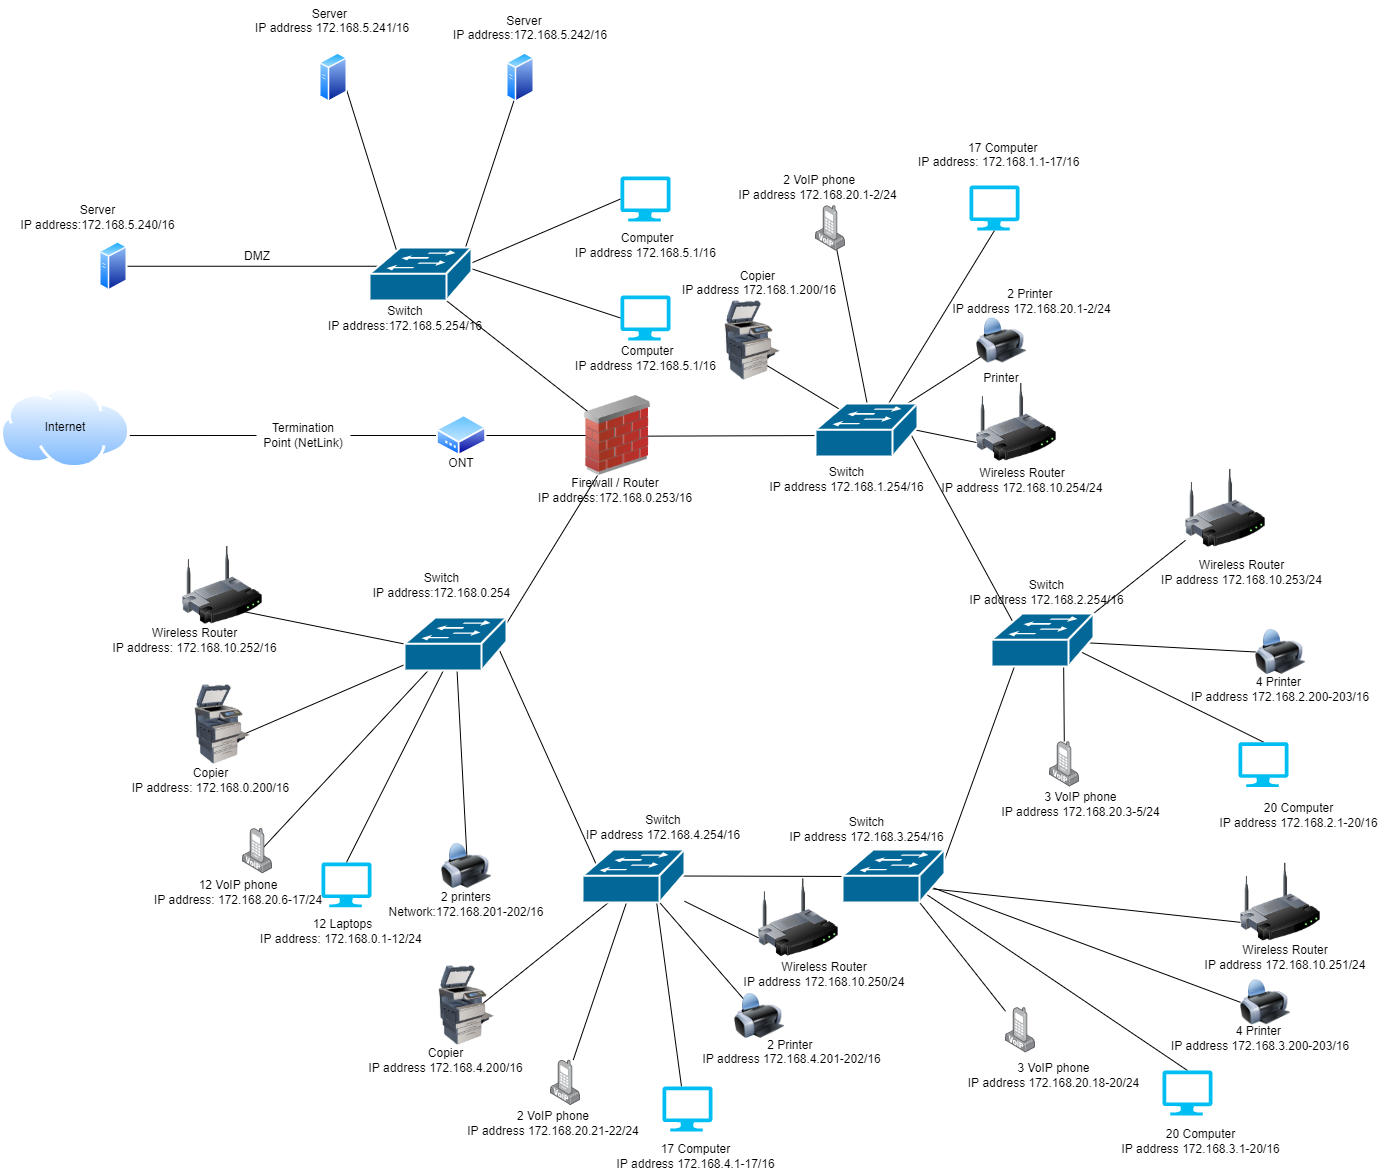 Server
IP address 172.168.5.241/16
Server
IP address:172.168.5.242/16
Server
IP address:172.168.5.240/16
DMZ
Computer
IP address 172.168.5.1/16
Switch
IP address:172.168.5.254/16
Computer
IP address 172.168.5.1/16
17 Computer
IP address: 172.168.1.1-17/16
2 VoIP phone
IP address 172.168.20.1-2/24
VoIP
Copier
IP address 172.168.1.200/16
2 Printer
IP address 172.168.20.1-2/24
Printer
Internet
Termination
Point (NetLink)
ONT
Firewall / Router
IP address:172.168.0.253/16
Switch
IP address 172.168.1.254/16
Wireless Router
IP address 172.168.10.254/24
Wireless Router
IP address 172.168.10.253/24
Switch
IP address:172.168.0.254
Switch
IP address 172.168.2.254/16
Wireless Router
IP address: 172.168.10.252/16
4 Printer
IP address 172.168.2.200-203/16
Copier
IP address: 172.168.0.200/16
VoIP
3 VoIP phone
IP address 172.168.20.3-5/24
20 Computer
IP address 172.168.2.1-20/16
Switch
IP address 172.168.4.254/16
Switch
IP address 172.168.3.254/16
VoIP
12 VoIP phone
IP address: 172.168.20.6-17/24
12 Laptops
IP address: 172.168.0.1-12/24
2 printers
Network:172.168.201-202/16
Wireless Router
IP address 172.168.10.250/24
Wireless Router
IP address 172.168.10.251/24
Copier
IP address 172.168.4.200/16
2 Printer
IP address 172.168.4.201-202/16
4 Printer
IP address 172.168.3.200-203/16
VoIP
3 VoIP phone
IP address 172.168.20.18-20/24
VoIP
2 VoIP phone
IP address 172.168.20.21-22/24
17 Computer
IP address 172.168.4.1-17/16
20 Computer
IP address 172.168.3.1-20/16